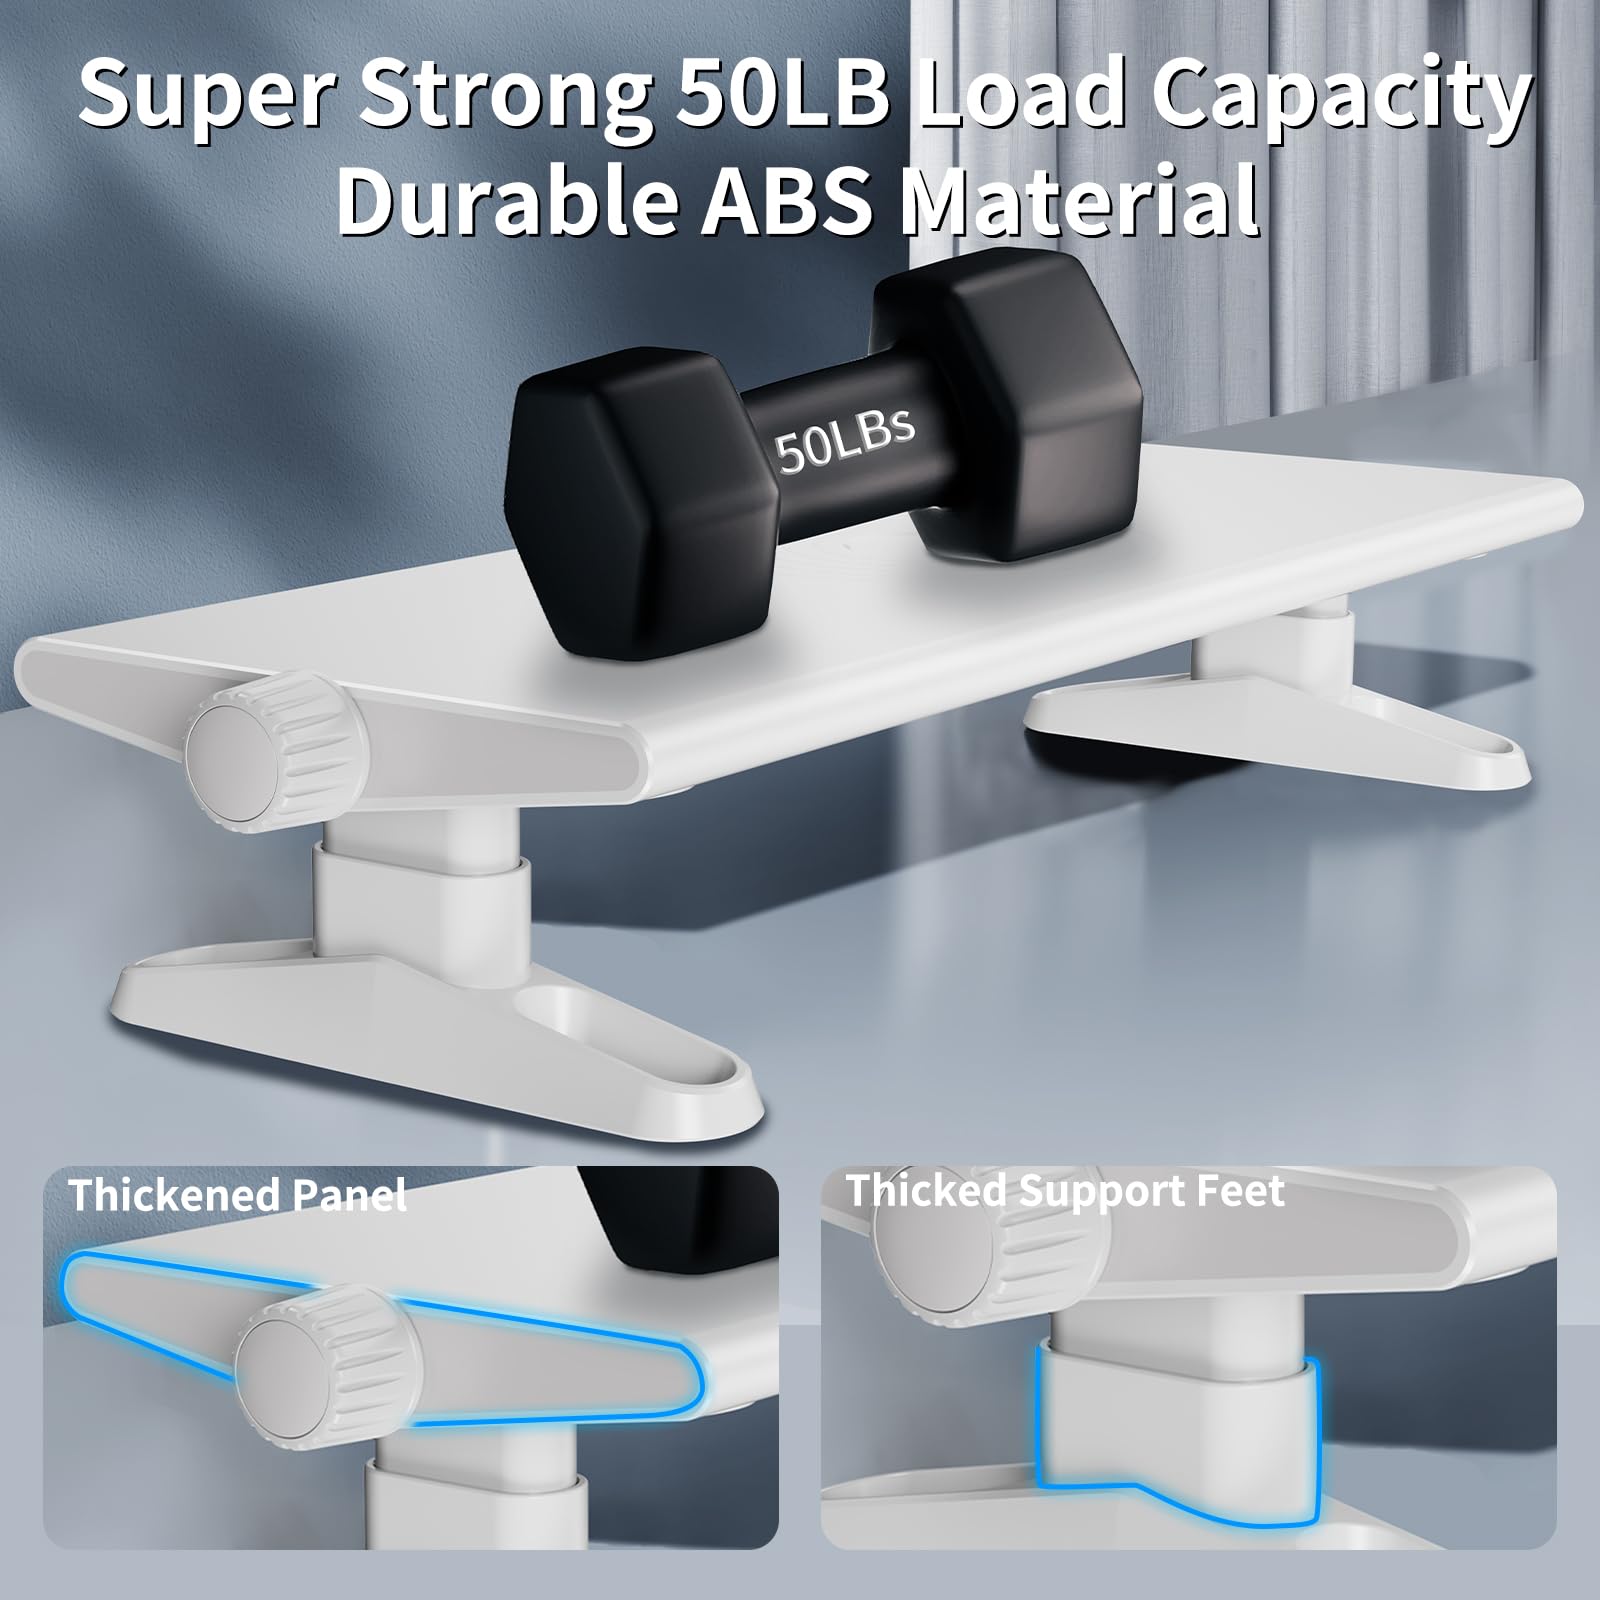 Super Strong 50LB Load Capacity
Durable ABS Material
50LBs
Thickened Panel
Thicked Support Feet